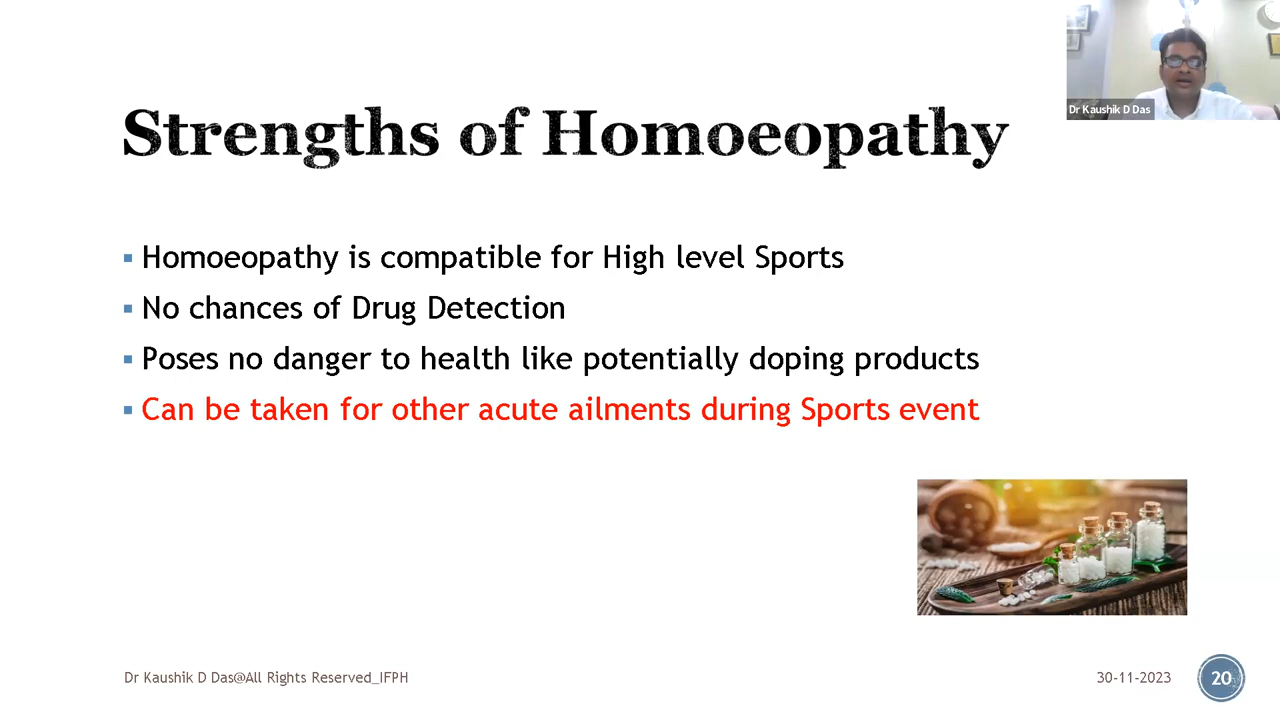 Dr Kaushik D Das
Strengths of Homoeopathy
Homoeopathy is compatible for High level Sports
No chances of Drug Detection
Poses no danger to health like potentially doping products
Can be taken for other acute ailments during Sports event
Dr Kaushik D Das@All Rights Reserved_IFPH
30-11-2023
20